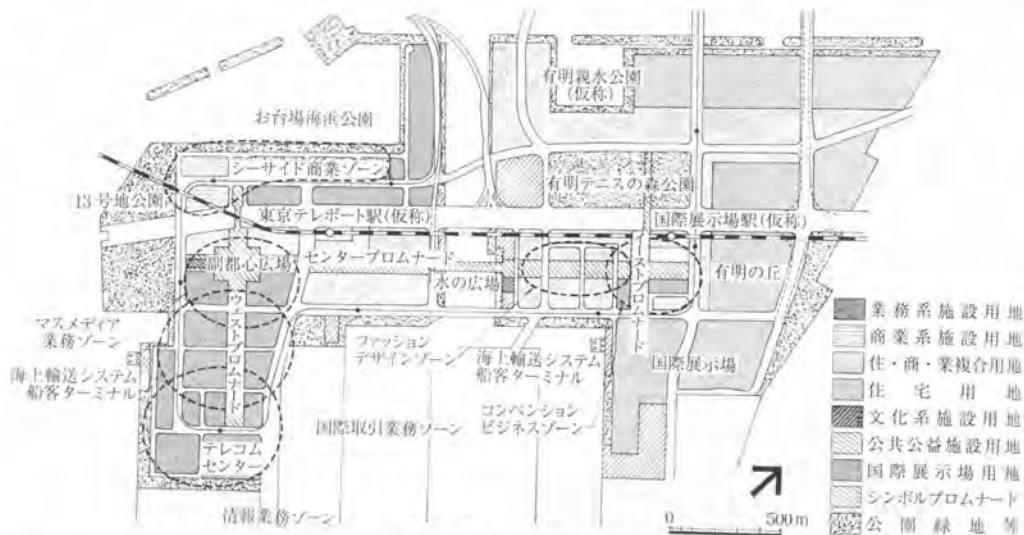 有明親水公園
(仮称)
お台場海浜公園
シーサイド商業ゾーン
有明テニスの森公園
13号地公園
東京テレポート駅(仮称)
国際展示場駅(仮称)
副都心広場
センタープロムナード
イーストプロムナード
有明の丘
水の広場
ウェストプロムナード
マスメディア
業務ゾーン
ファッション
デザインゾーン
海上輸送システム
船客ターミナル
国際展示場
海上輸送システム
船客ターミナル
コンベンション
ビジネスゾーン
国際取引業務ゾーン
テレコム
センター
情報業務ゾーン
業務系施設用地
商業系施設用地
住・商・業複合用地
住宅用地
文化系施設用地
公共公益施設用地
国際展示場用地
シンボルプロムナード
公園緑地等
0 500m